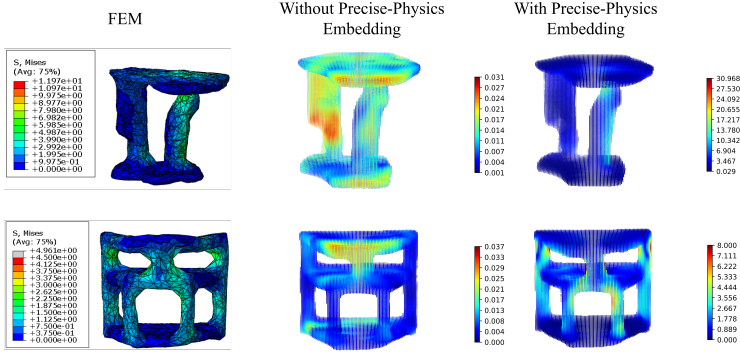 FEM
Without Precise-Physics
Embedding
With Precise-Physics
Embedding
S, Mises
(Avg: 75%)
+1.197e+01
+1.097e+01
+9.975e+00
+8.977e+00
+7.980e+00
+6.982e+00
+5.985e+00
+4.987e+00
+3.990e+00
+2.992e+00
+1.995e+00
+9.975e-01
+0.000e+00
0.031
0.027
0.024
0.021
0.017
0.014
0.011
0.007
0.004
0.001
30.968
27.530
24.092
20.655
17.217
13.780
10.342
6.904
3.467
0.029
S, Mises
(Avg: 75%)
+4.961e+00
+4.500e+00
+4.125e+00
+3.750e+00
+3.375e+00
+3.000e+00
+2.625e+00
+2.250e+00
+1.875e+00
+1.500e+00
+1.125e+00
+7.500e-01
+3.750e-01
+0.000e+00
0.037
0.033
0.029
0.024
0.020
0.016
0.012
0.008
0.004
0.000
8.000
7.111
6.222
5.333
4.444
3.556
2.667
1.778
0.889
0.000